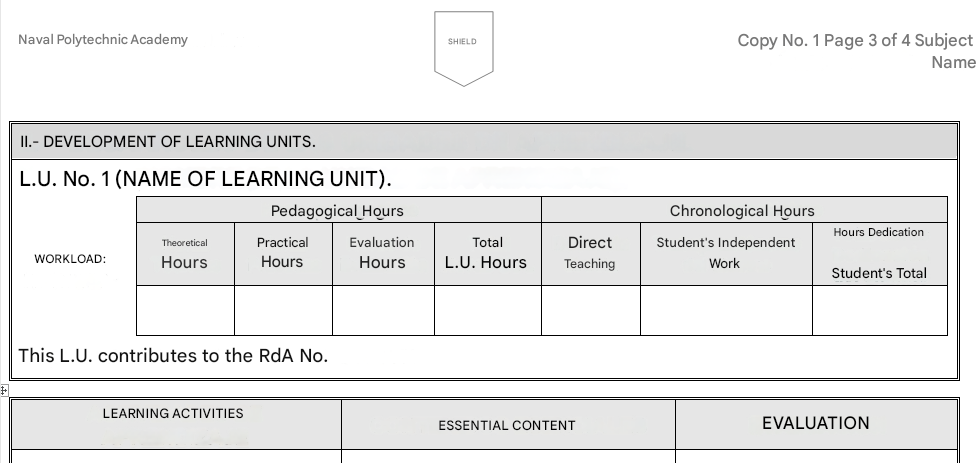 Naval Polytechnic Academy
SHIELD
Copy No. 1 Page 3 of 4 Subject
Name
II.- DEVELOPMENT OF LEARNING UNITS.
L.U. No. 1 (NAME OF LEARNING UNIT).
Pedagogical Hours
Chronological Hours
WORKLOAD:
Theoretical
Hours
Practical
Hours
Evaluation
Hours
Total
L.U. Hours
Direct
Teaching
Student's Independent
Work
Hours Dedication
Student's Total
This L.U. contributes to the RdA No.
LEARNING ACTIVITIES
ESSENTIAL CONTENT
EVALUATION